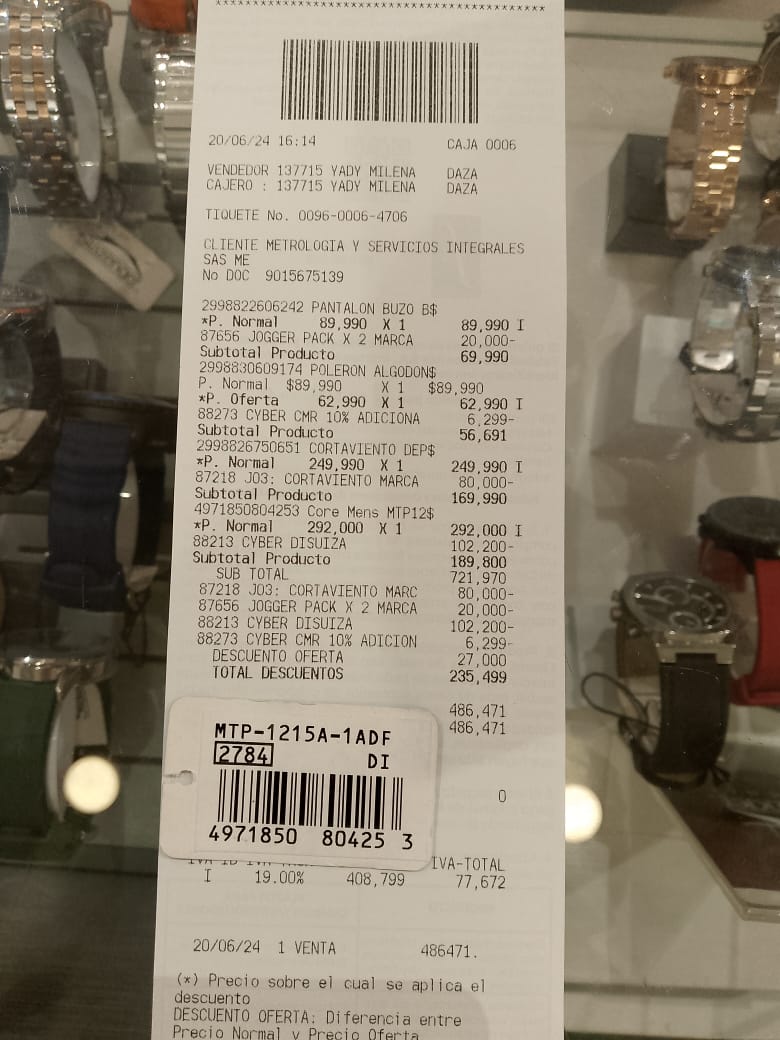 ****************************************
20/06/24 16:14 CAJA 0006
VENDEDOR 137715 YADY MILENA DAZA
CAJERO : 137715 YADY MILENA DAZA
TIQUETE No. 0096-0006-4706
CLIENTE METROLOGIA Y SERVICIOS INTEGRALES
SAS ME
No DOC 9015675139
2998822606242 PANTALON BUZO B$
*P. Normal 89,990 X 1 89,990 I
87656 JOGGER PACK X 2 MARCA 20,000-
Subtotal Producto 69,990
2998830609174 POLERON ALGODON$
P. Normal $89,990 X 1 $89,990
*P. Oferta 62,990 X 1 62,990 I
88273 CYBER CMR 10% ADICIONA 6,299-
Subtotal Producto 56,691
2998826750651 CORTAVIENTO DEP$
*P. Normal 249,990 X 1 249,990 I
87218 J03: CORTAVIENTO MARCA 80,000-
Subtotal Producto 169,990
4971850804253 Core Mens MTP12$
*P. Normal 292,000 X 1 292,000 I
88213 CYBER DISUIZA 102,200-
Subtotal Producto 189,800
SUB TOTAL 721,970
87218 J03: CORTAVIENTO MARC 80,000-
87656 JOGGER PACK X 2 MARCA 20,000-
88213 CYBER DISUIZA 102,200-
88273 CYBER CMR 10% ADICION 6,299-
DESCUENTO OFERTA 27,000
TOTAL DESCUENTOS 235,499
486,471
486,471
MTP-1215A-1ADF
2784 DI
4971850 80425 3
0
IVA-TOTAL
I 19.00% 408,799 77,672
20/06/24 1 VENTA 486471.
(*) Precio sobre el cual se aplica el
descuento
DESCUENTO OFERTA: Diferencia entre
Precio Normal y Precio Oferta